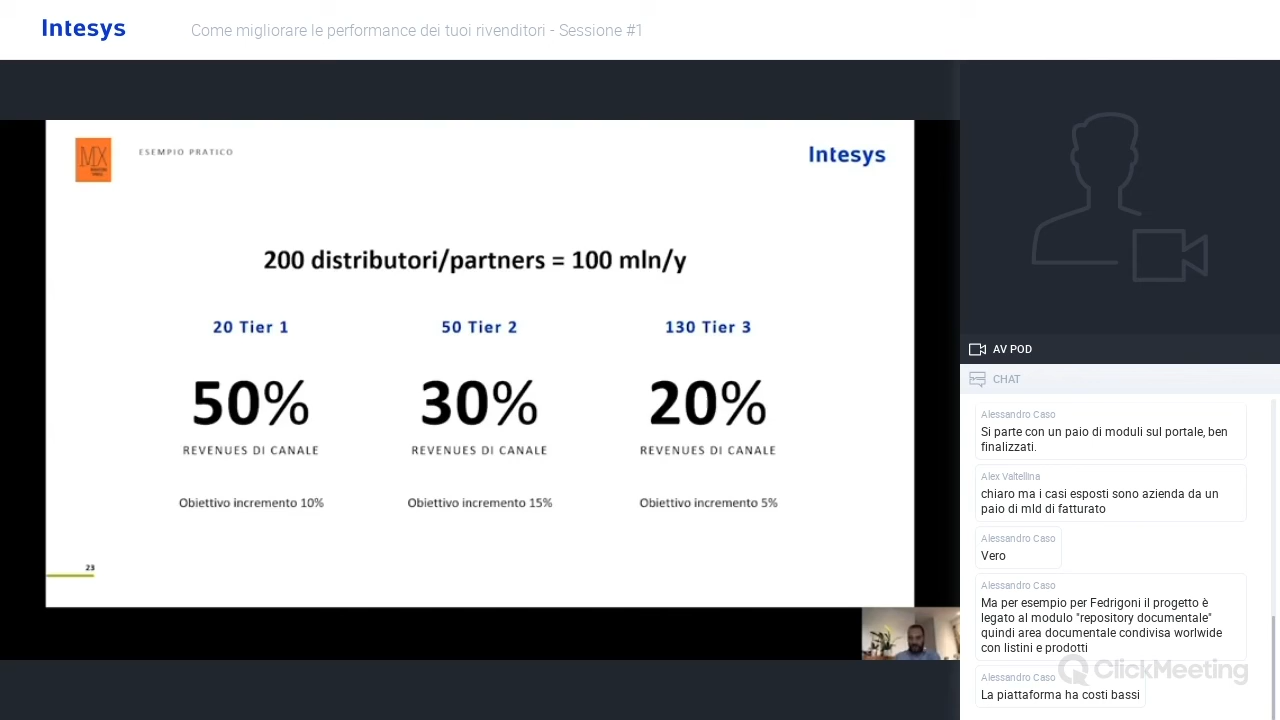 Intesys
Come migliorare le performance dei tuoi rivenditori - Sessione #1
MX
ESEMPIO PRATICO
Intesys
200 distributori/partners = 100 mln/y
20 Tier 1
50 Tier 2
130 Tier 3
50%
30%
20%
REVENUES DI CANALE
REVENUES DI CANALE
REVENUES DI CANALE
Obiettivo incremento 10%
Obiettivo incremento 15%
Obiettivo incremento 5%
23
AV POD
CHAT
Alessandro Caso
Si parte con un paio di moduli sul portale, ben
finalizzati.
Alex Valtellina
chiaro ma i casi esposti sono azienda da un
paio di mld di fatturato
Alessandro Caso
Vero
Alessandro Caso
Ma per esempio per Fedrigoni il progetto è
legato al modulo "repository documentale"
quindi area documentale condivisa worlwide
con listini e prodotti
ClickMeeting
Alessandro Caso
La piattaforma ha costi bassi